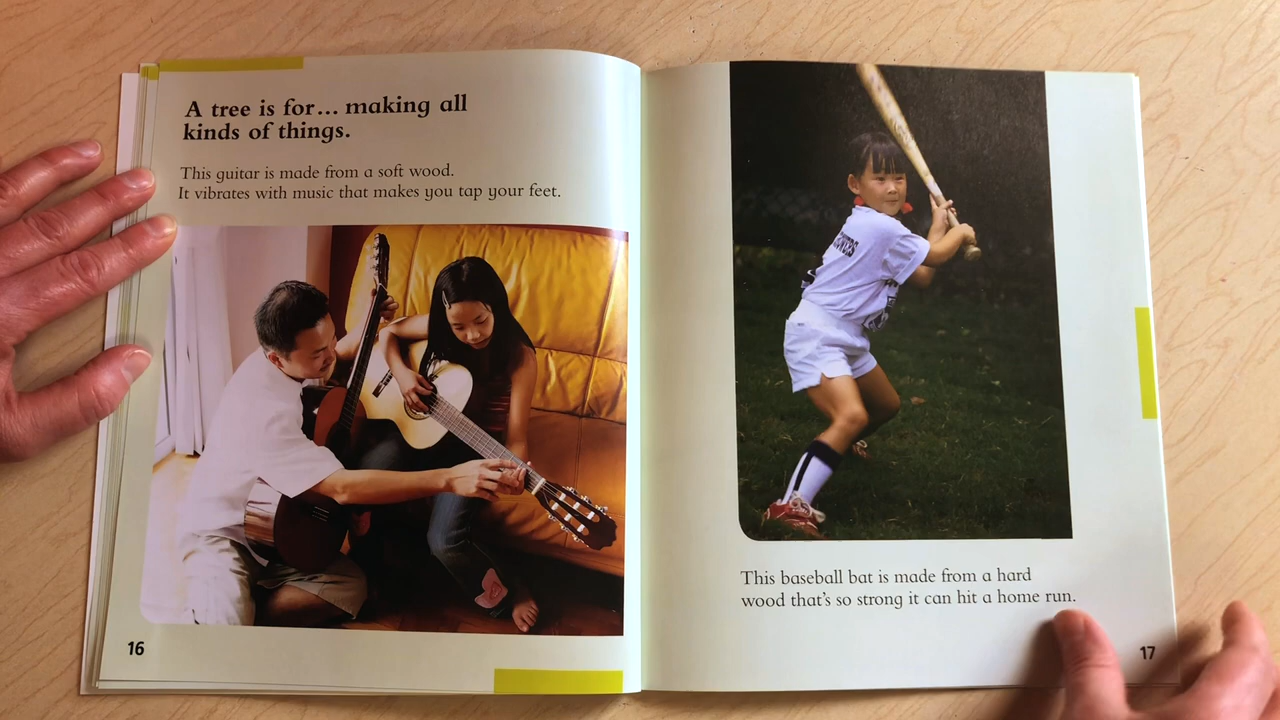 A tree is for... making all
kinds of things.
This guitar is made from a soft wood.
It vibrates with music that makes you tap your feet.
16
This baseball bat is made from a hard
wood that's so strong it can hit a home run.
17